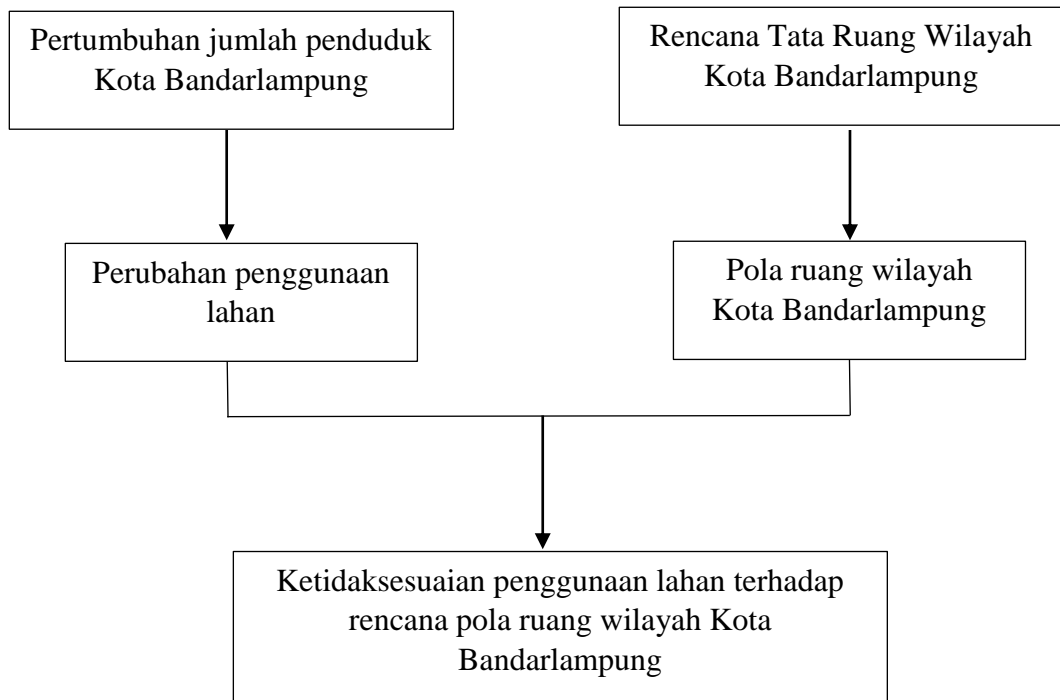 Pertumbuhan jumlah penduduk
Kota Bandarlampung
Rencana Tata Ruang Wilayah
Kota Bandarlampung
Perubahan penggunaan
lahan
Pola ruang wilayah
Kota Bandarlampung
Ketidaksesuaian penggunaan lahan terhadap
rencana pola ruang wilayah Kota
Bandarlampung